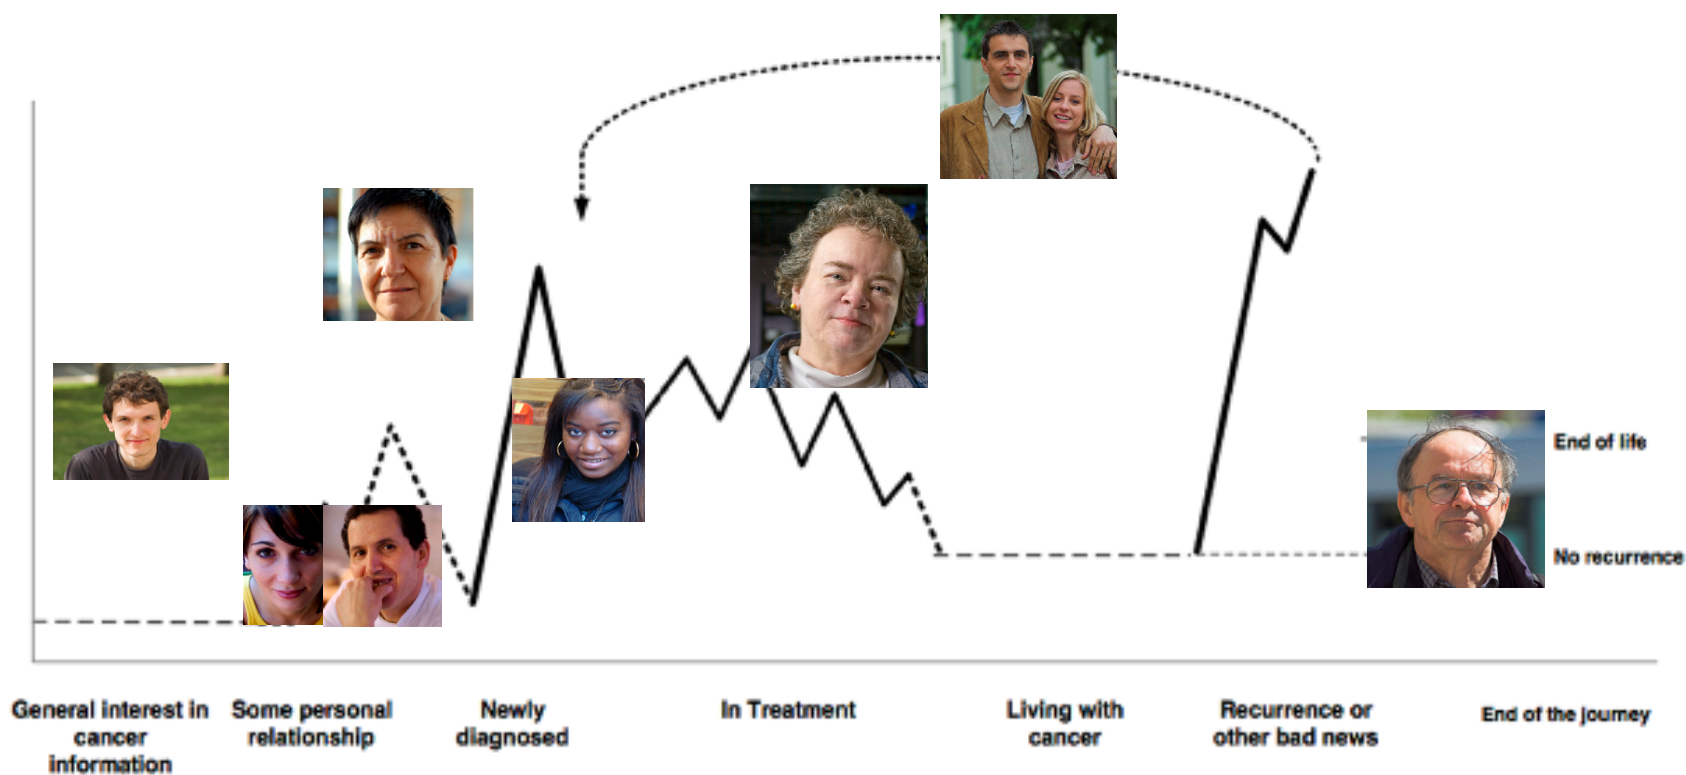 End of life
No recurrence
General interest in
cancer
information
Some personal
relationship
Newly
diagnosed
In Treatment
Living with
cancer
Recurrence or
other bad news
End of the journey